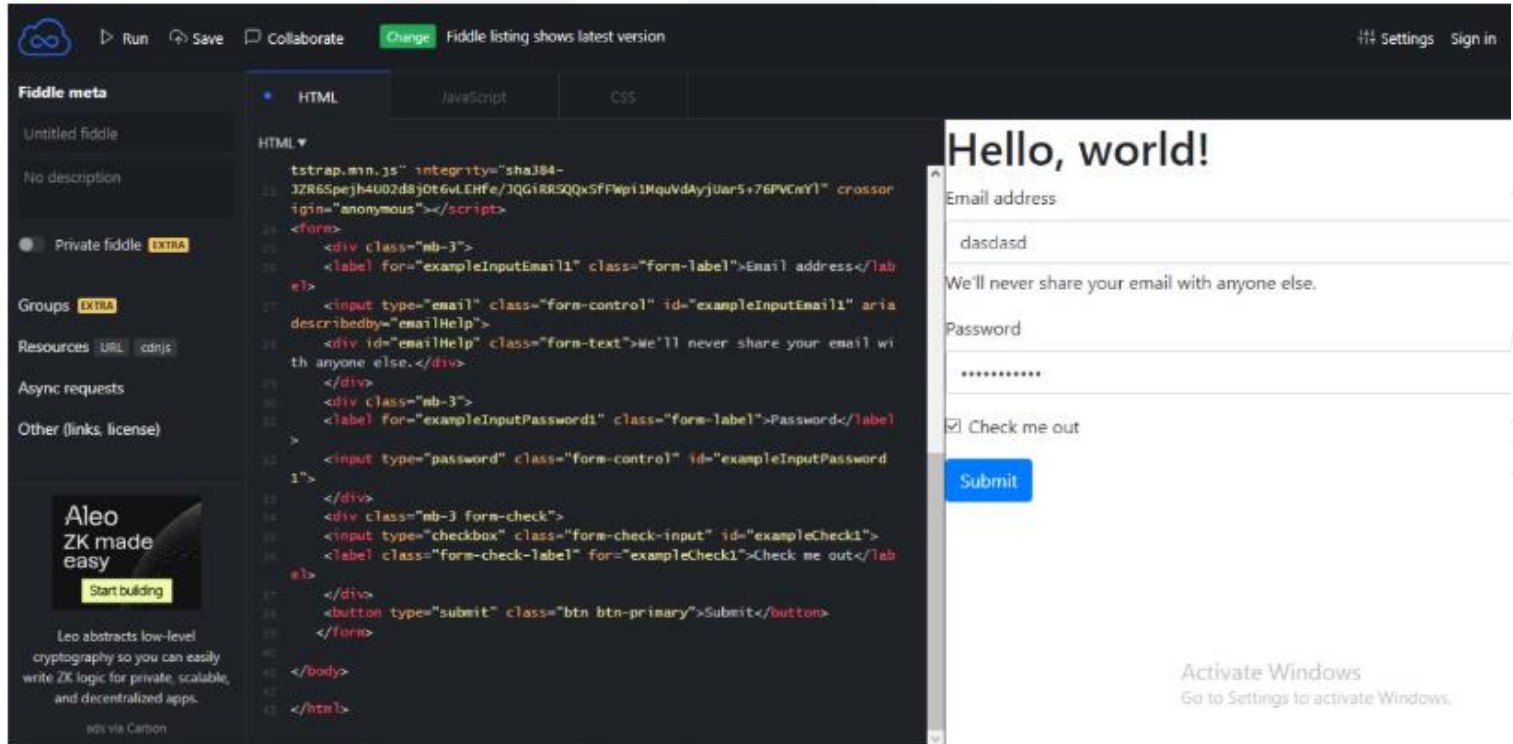 Run Save Collaborate Change Fiddle listing shows latest version Settings Sign in
Fiddle meta
Untitled fiddle
No description
Private fiddle EXTRA
Groups EXTRA
Resources URL cdnjs
Async requests
Other (links, license)
Aleo
ZK made
easy
Start building
Leo abstracts low-level
cryptography so you can easily
write ZK logic for private, scalable,
and decentralized apps.
ads via Carbon
HTML JavaScript CSS
HTML▼
tstrap.min.js" integrity="sha384-
crossor
igin="anonymous"></script>
<form>
<div class="mb-3">
<label for="exampleInputEmail1" class="form-label">Email address</lab
el>
<input type="email" class="form-control" id="exampleInputEmail1" aria
describedby="emailHelp">
<div id="emailHelp" class="form-text">We'll never share your email wi
th anyone else.</div>
</div>
<div class="mb-3">
<label for="exampleInputPassword1" class="form-label">Password</label
>
<input type="password" class="form-control" id="exampleInputPassword
1">
</div>
<div class="mb-3 form-check">
<input type="checkbox" class="form-check-input" id="exampleCheck1">
<label class="form-check-label" for="exampleCheck1">Check me out</lab
el>
</div>
<button type="submit" class="btn btn-primary">Submit</button>
</form>
</body>
</html>
Hello, world!
Email address
dasdasd
We'll never share your email with anyone else.
Password
•••••••••••
Check me out
Submit
Activate Windows
Go to Settings to activate Windows.